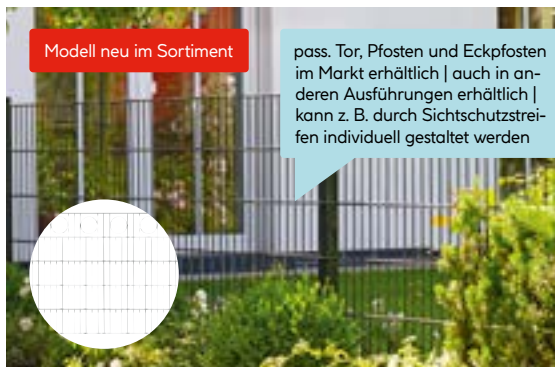 Modell neu im Sortiment
pass. Tor, Pfosten und Eckpfosten
im Markt erhältlich | auch in an-
deren Ausführungen erhältlich |
kann z. B. durch Sichtschutzstrei-
fen individuell gestaltet werden